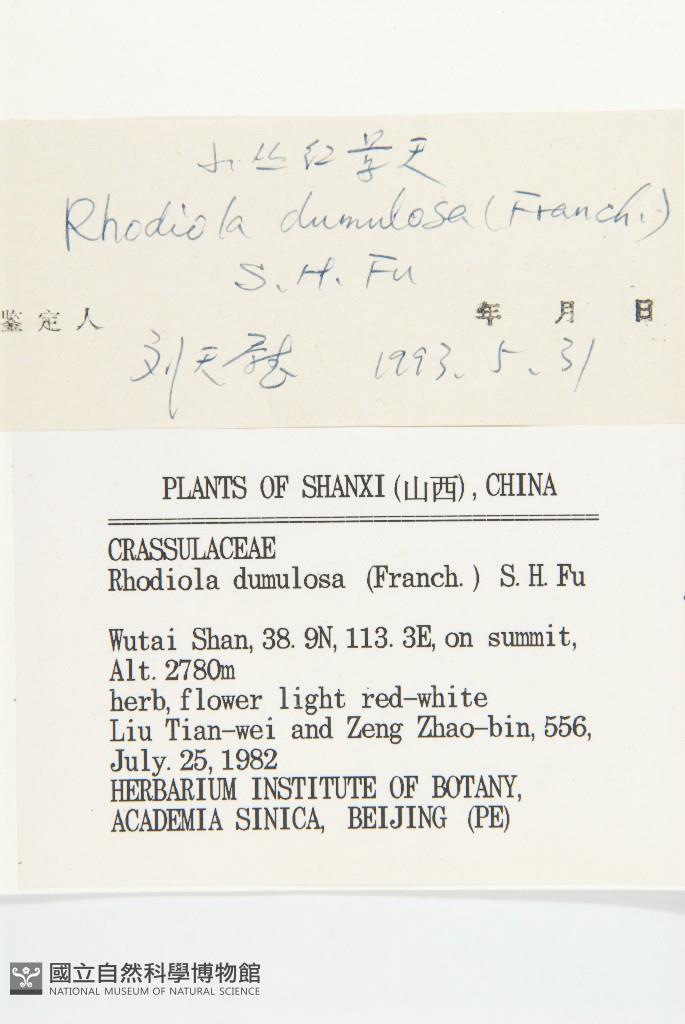 小丛红景天
Rhodiola dumulosa (Franch.)
S. H. Fu
鉴定人 年 月 日
刘天慰 1993. 5. 31
PLANTS OF SHANXI (山西), CHINA
CRASSULACEAE
Rhodiola dumulosa (Franch.) S. H. Fu
Wutai Shan, 38. 9N, 113. 3E, on summit,
Alt. 2780m
herb, flower light red-white
Liu Tian-wei and Zeng Zhao-bin, 556,
July. 25, 1982
HERBARIUM INSTITUTE OF BOTANY,
ACADEMIA SINICA, BEIJING (PE)
國立自然科學博物館
NATIONAL MUSEUM OF NATURAL SCIENCE